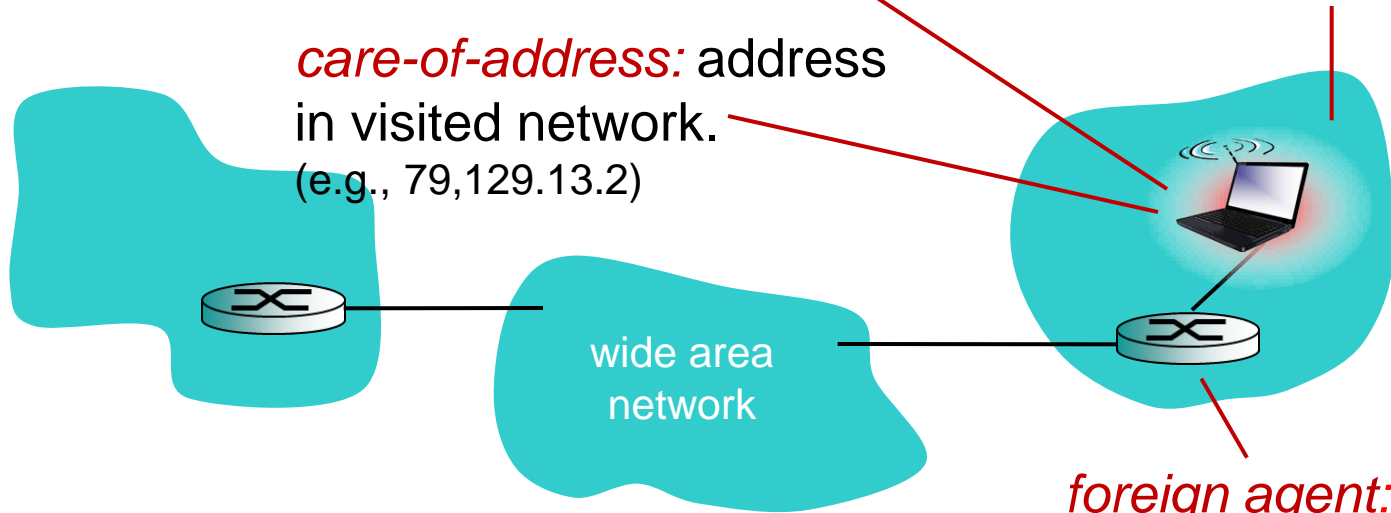 care-of-address: address
in visited network.
(e.g., 79,129.13.2)
wide area
network
foreign agent: